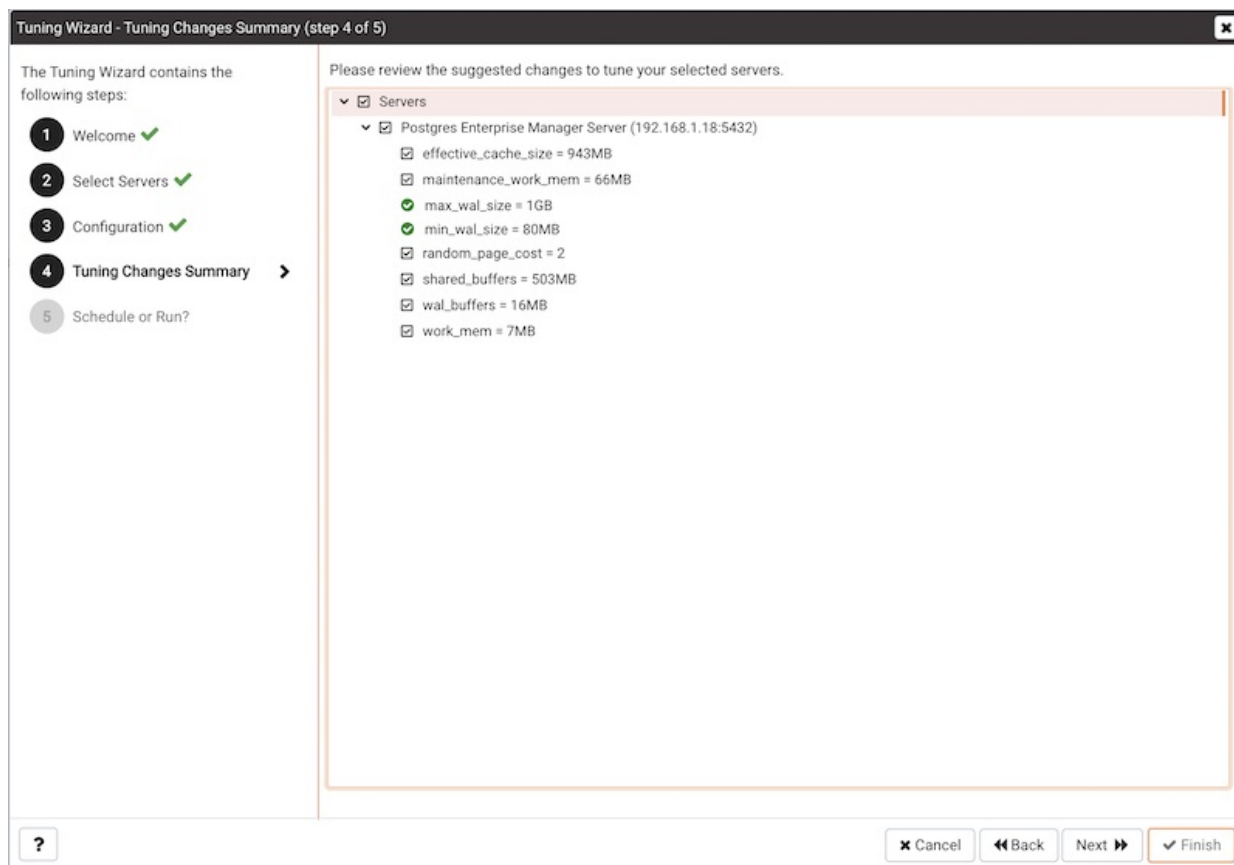 Tuning Wizard - Tuning Changes Summary (step 4 of 5)
The Tuning Wizard contains the
following steps:
1 Welcome
2 Select Servers
3 Configuration
4 Tuning Changes Summary
5 Schedule or Run?
Please review the suggested changes to tune your selected servers.
Servers
Postgres Enterprise Manager Server (192.168.1.18:5432)
effective_cache_size = 943MB
maintenance_work_mem = 66MB
max_wal_size = 1GB
min_wal_size = 80MB
random_page_cost = 2
shared_buffers = 503MB
wal_buffers = 16MB
work_mem = 7MB
?
Cancel
Back
Next
Finish